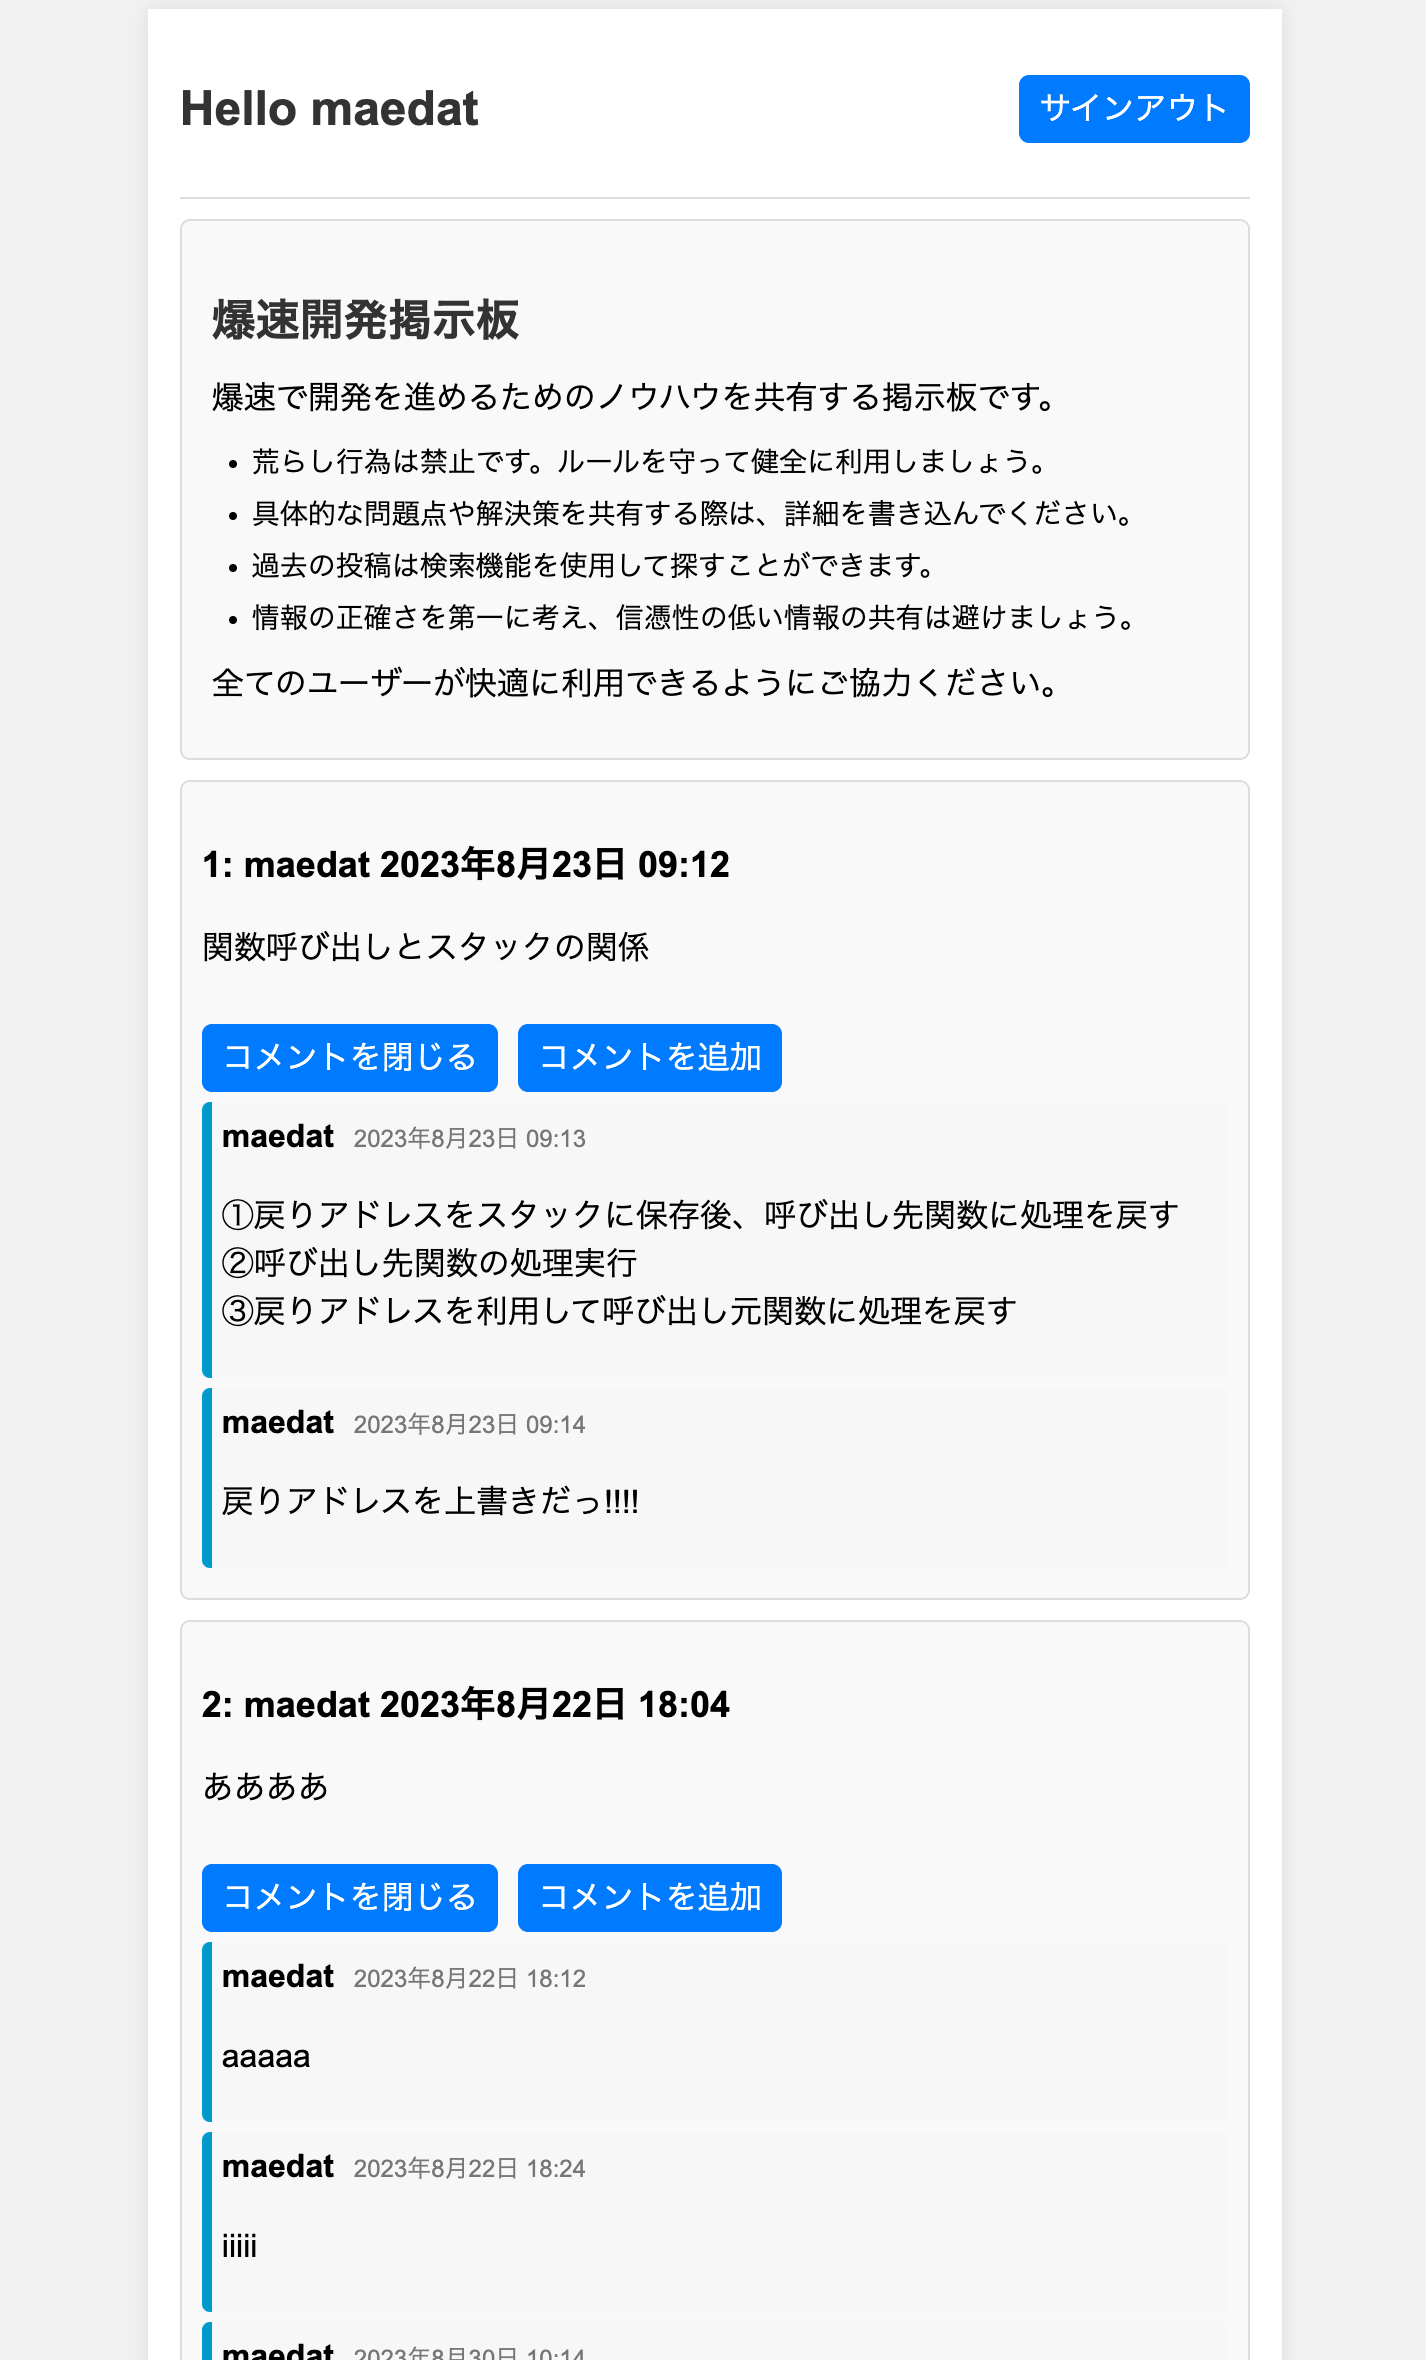 Hello maedat
サインアウト
爆速開発掲示板
爆速で開発を進めるためのノウハウを共有する掲示板です。
• 荒らし行為は禁止です。ルールを守って健全に利用しましょう。
• 具体的な問題点や解決策を共有する際は、詳細を書き込んでください。
• 過去の投稿は検索機能を使用して探すことができます。
• 情報の正確さを第一に考え、信憑性の低い情報の共有は避けましょう。
全てのユーザーが快適に利用できるようにご協力ください。
1: maedat 2023年8月23日 09:12
関数呼び出しとスタックの関係
コメントを閉じる
コメントを追加
maedat 2023年8月23日 09:13
①戻りアドレスをスタックに保存後、呼び出し先関数に処理を戻す
②呼び出し先関数の処理実行
③戻りアドレスを利用して呼び出し元関数に処理を戻す
maedat 2023年8月23日 09:14
戻りアドレスを上書きだっ!!!!
2: maedat 2023年8月22日 18:04
ああああ
コメントを閉じる
コメントを追加
maedat 2023年8月22日 18:12
aaaaa
maedat 2023年8月22日 18:24
iiiii
maedat 2023年8月30日 10:14